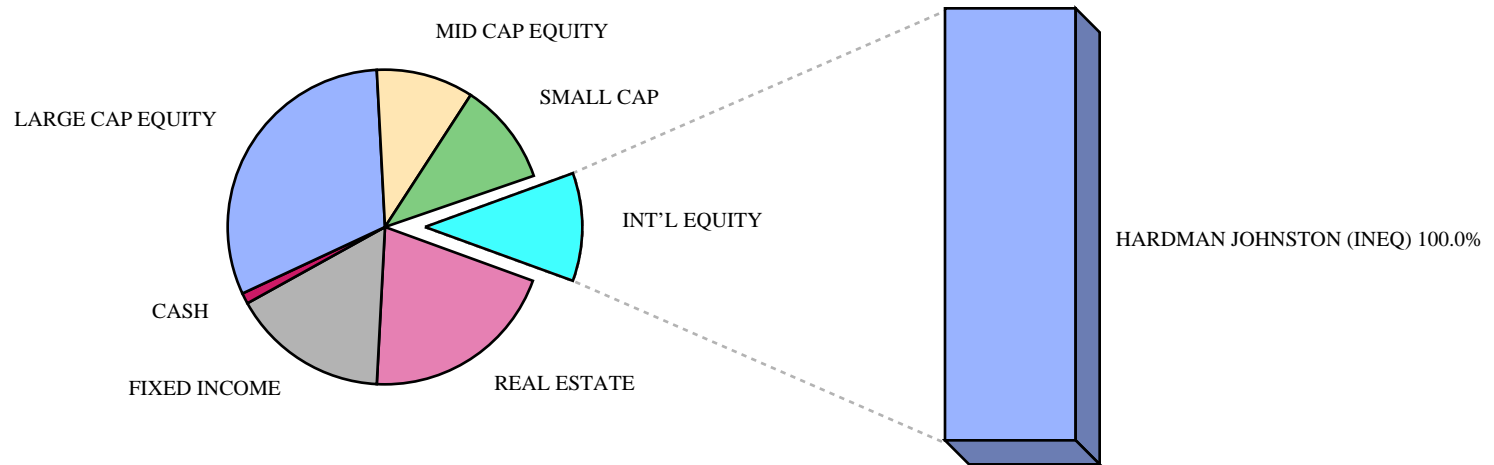 MID CAP EQUITY
SMALL CAP
LARGE CAP EQUITY
INT'L EQUITY
HARDMAN JOHNSTON (INEQ) 100.0%
CASH
FIXED INCOME
REAL ESTATE